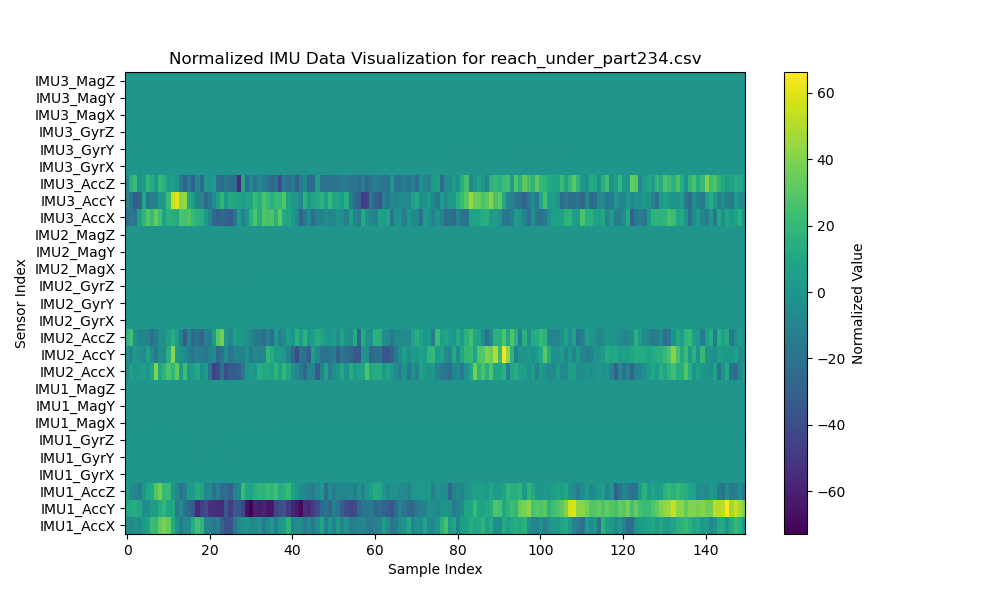 Normalized IMU Data Visualization for reach_under_part234.csv
Sensor Index
IMU3_MagZ
IMU3_MagY
IMU3_MagX
IMU3_GyrZ
IMU3_GyrY
IMU3_GyrX
IMU3_AccZ
IMU3_AccY
IMU3_AccX
IMU2_MagZ
IMU2_MagY
IMU2_MagX
IMU2_GyrZ
IMU2_GyrY
IMU2_GyrX
IMU2_AccZ
IMU2_AccY
IMU2_AccX
IMU1_MagZ
IMU1_MagY
IMU1_MagX
IMU1_GyrZ
IMU1_GyrY
IMU1_GyrX
IMU1_AccZ
IMU1_AccY
IMU1_AccX
0 20 40 60 80 100 120 140
Sample Index
60
40
20
0
−20
−40
−60
Normalized Value